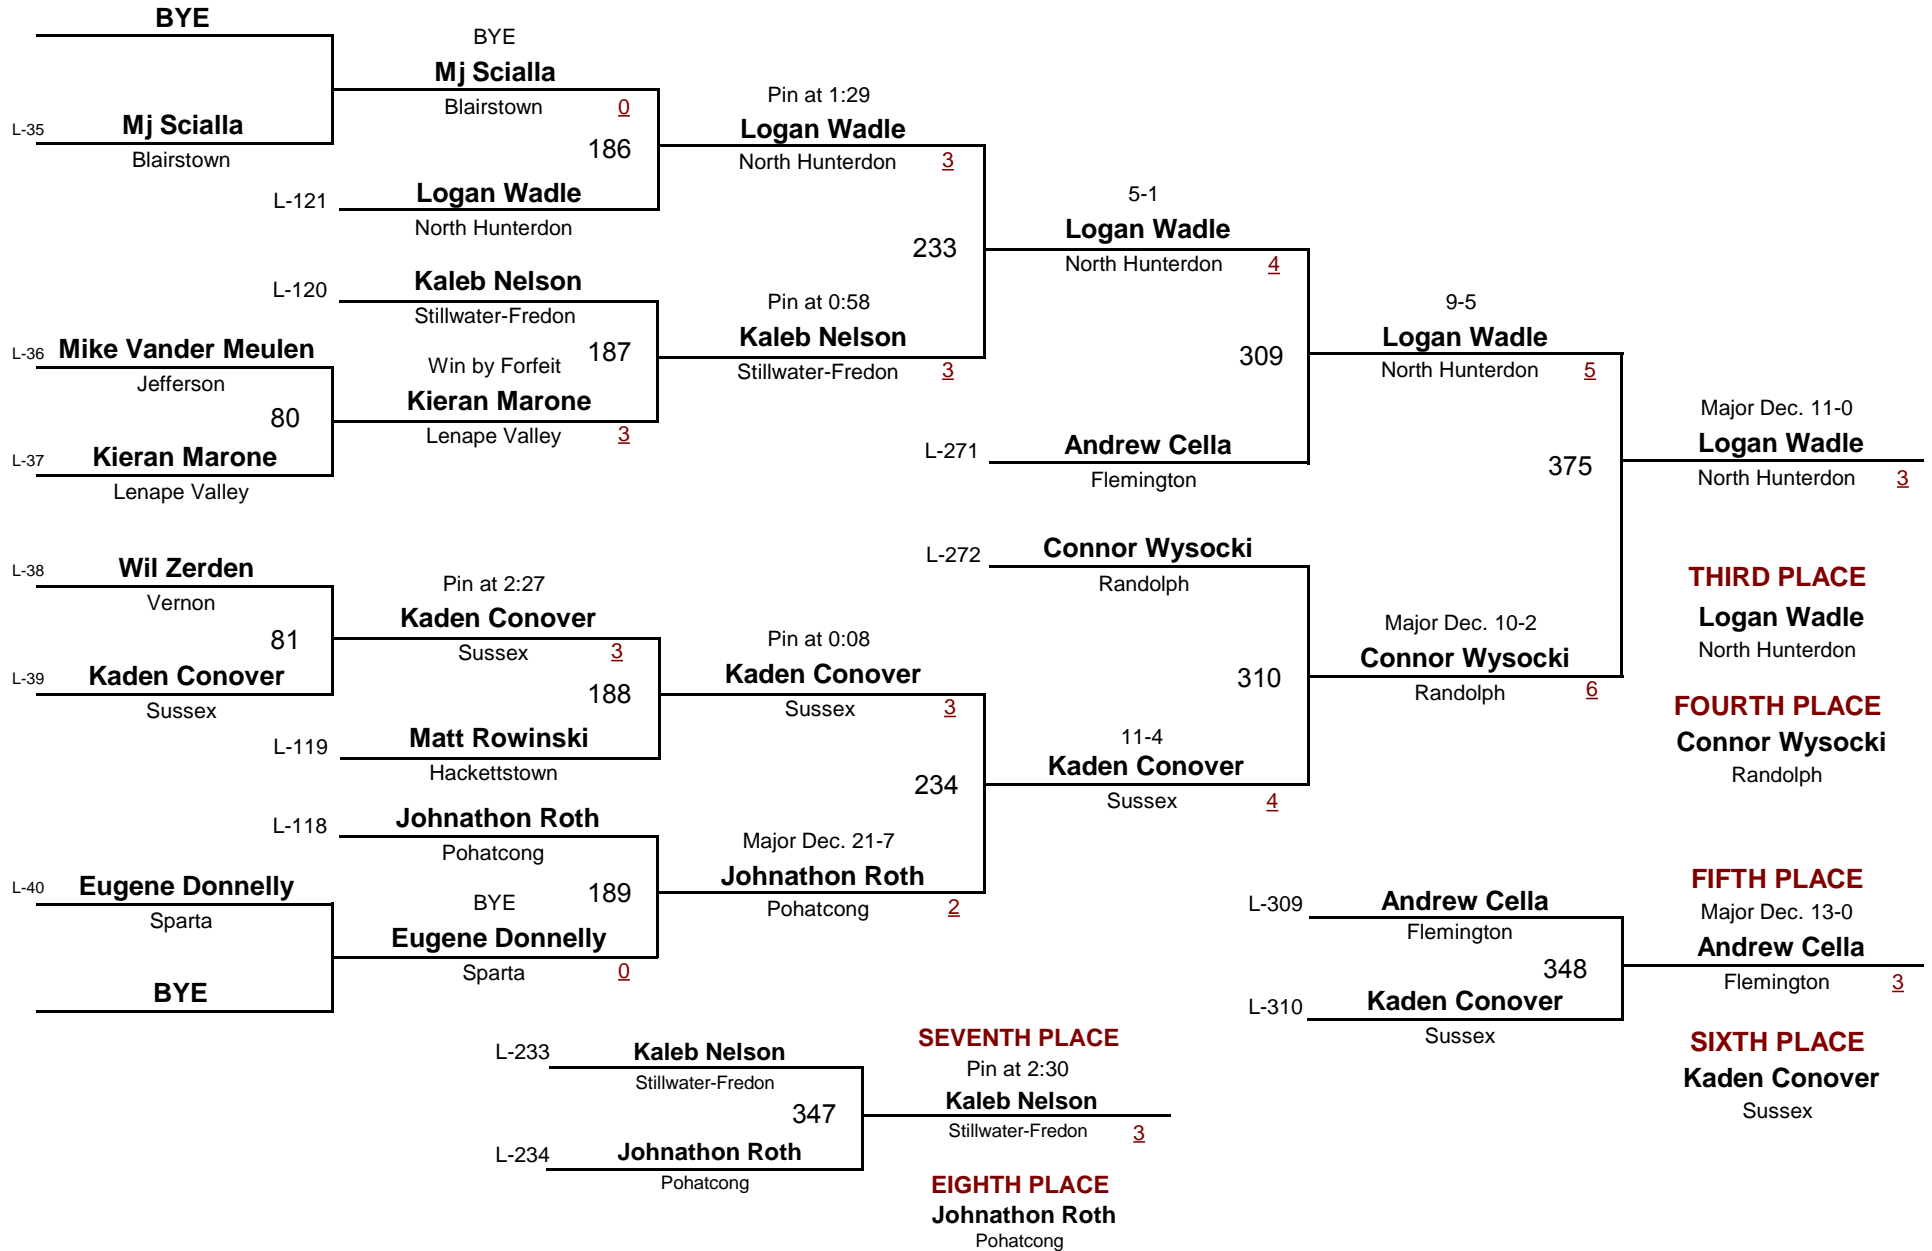 BYE
L-35 Mj Scialla
Blairstown
BYE
Mj Scialla
Blairstown 0
186
L-121 Logan Wadle
North Hunterdon
Pin at 1:29
Logan Wadle
North Hunterdon 3
L-120 Kaleb Nelson
Stillwater-Fredon
L-36 Mike Vander Meulen
Jefferson
80
L-37 Kieran Marone
Lenape Valley
187
Win by Forfeit
Kieran Marone
Lenape Valley 3
Pin at 0:58
Kaleb Nelson
Stillwater-Fredon 3
233
5-1
Logan Wadle
North Hunterdon 4
309
L-271 Andrew Cella
Flemington
9-5
Logan Wadle
North Hunterdon 5
375
Major Dec. 11-0
Logan Wadle
North Hunterdon 3
L-38 Wil Zerden
Vernon
81
L-39 Kaden Conover
Sussex
Pin at 2:27
Kaden Conover
Sussex 3
188
L-119 Matt Rowinski
Hackettstown
Pin at 0:08
Kaden Conover
Sussex 3
L-118 Johnathon Roth
Pohatcong
189
L-40 Eugene Donnelly
Sparta
BYE
BYE
Eugene Donnelly
Sparta 0
Major Dec. 21-7
Johnathon Roth
Pohatcong 2
234
11-4
Kaden Conover
Sussex 4
L-272 Connor Wysocki
Randolph
310
Major Dec. 10-2
Connor Wysocki
Randolph 6
THIRD PLACE
Logan Wadle
North Hunterdon
FOURTH PLACE
Connor Wysocki
Randolph
L-309 Andrew Cella
Flemington
348
L-310 Kaden Conover
Sussex
FIFTH PLACE
Major Dec. 13-0
Andrew Cella
Flemington 3
SIXTH PLACE
Kaden Conover
Sussex
L-233 Kaleb Nelson
Stillwater-Fredon
347
L-234 Johnathon Roth
Pohatcong
SEVENTH PLACE
Pin at 2:30
Kaleb Nelson
Stillwater-Fredon 3
EIGHTH PLACE
Johnathon Roth
Pohatcong